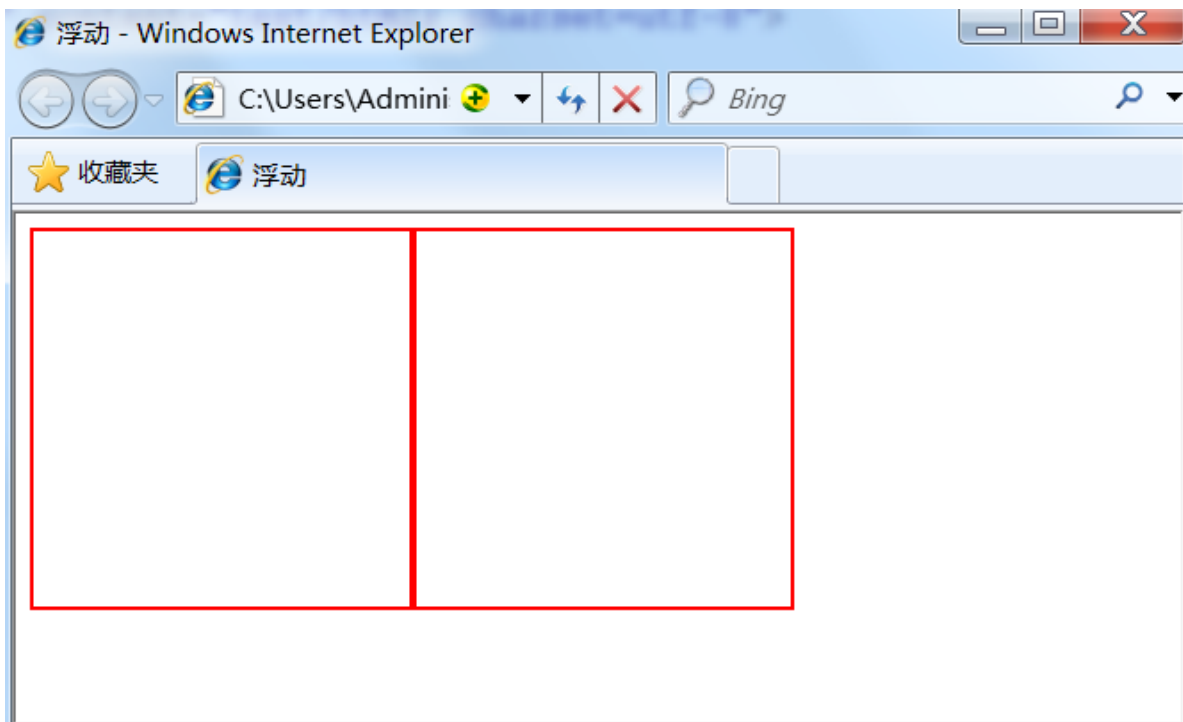 浮动 - Windows Internet Explorer
C:\Users\Admini
Bing
收藏夹
浮动